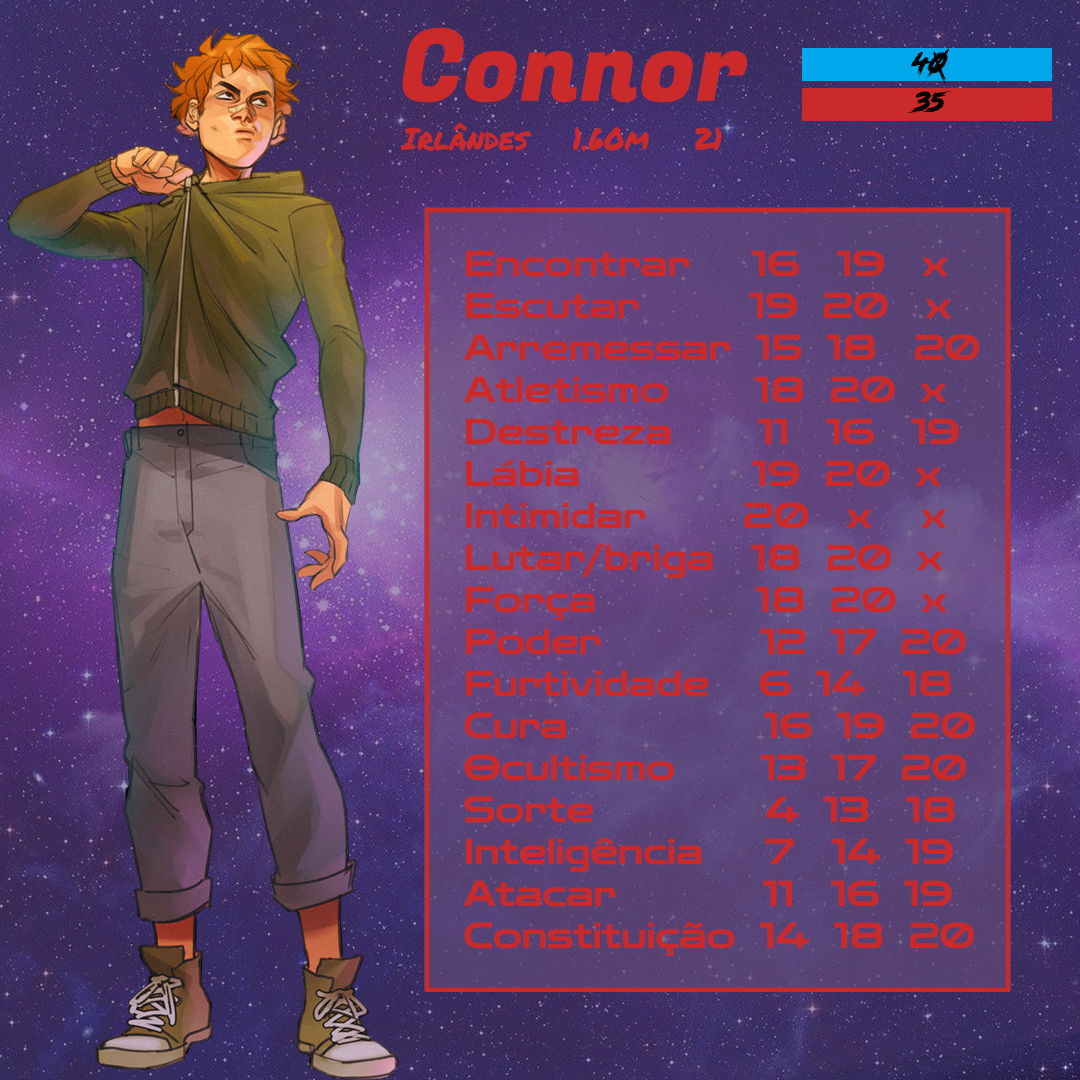 Connor
40
35
Irlândes 1.60m 21
Encontrar 16 19 x
Escutar 19 20 x
Arremessar 15 18 20
Atletismo 18 20 x
Destreza 11 16 19
Lábia 19 20 x
Intimidar 20 x x
Lutar/briga 18 20 x
Força 18 20 x
Poder 12 17 20
Furtividade 6 14 18
Cura 16 19 20
Ocultismo 13 17 20
Sorte 4 13 18
Inteligência 7 14 19
Atacar 11 16 19
Constituição 14 18 20